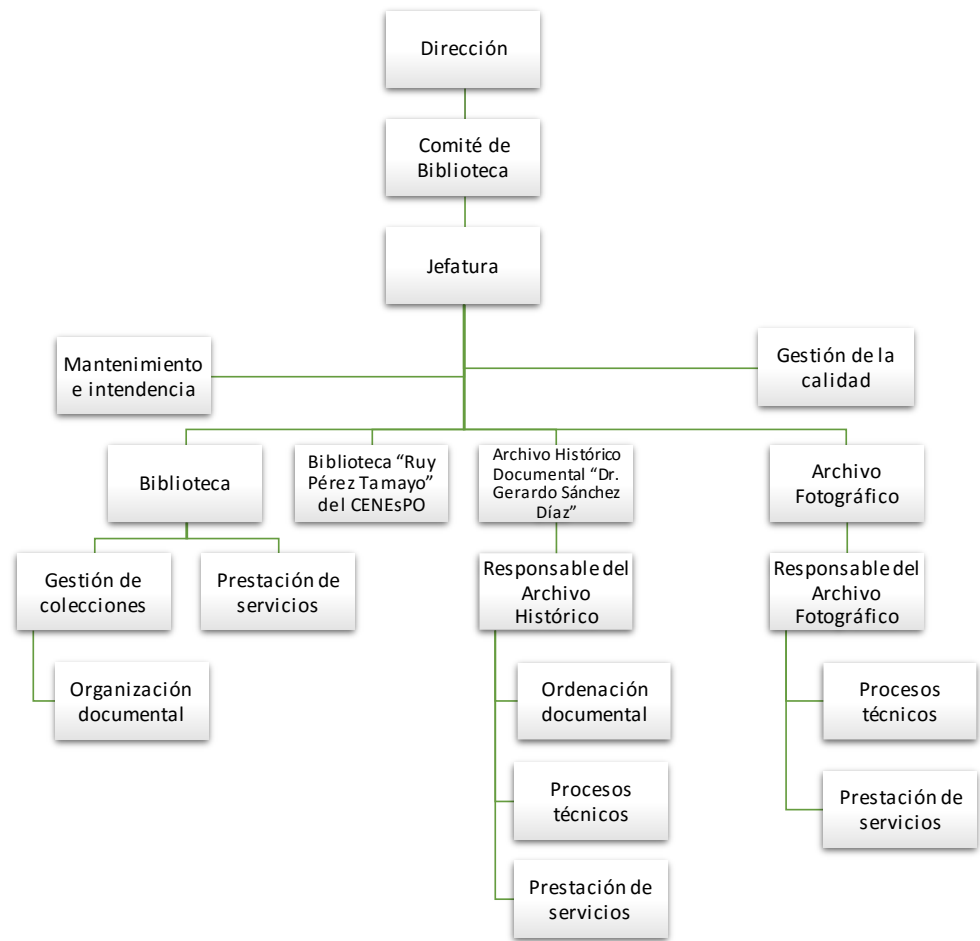 Dirección
Comité de
Biblioteca
Jefatura
Mantenimiento
e intendencia
Gestión de la
calidad
Biblioteca
Biblioteca “Ruy
Pérez Tamayo”
del CENEsPO
Archivo Histórico
Documental “Dr.
Gerardo Sánchez
Díaz”
Archivo
Fotográfico
Gestión de
colecciones
Prestación de
servicios
Responsable del
Archivo
Histórico
Responsable del
Archivo
Fotográfico
Organización
documental
Ordenación
documental
Procesos
técnicos
Procesos
técnicos
Prestación de
servicios
Prestación de
servicios